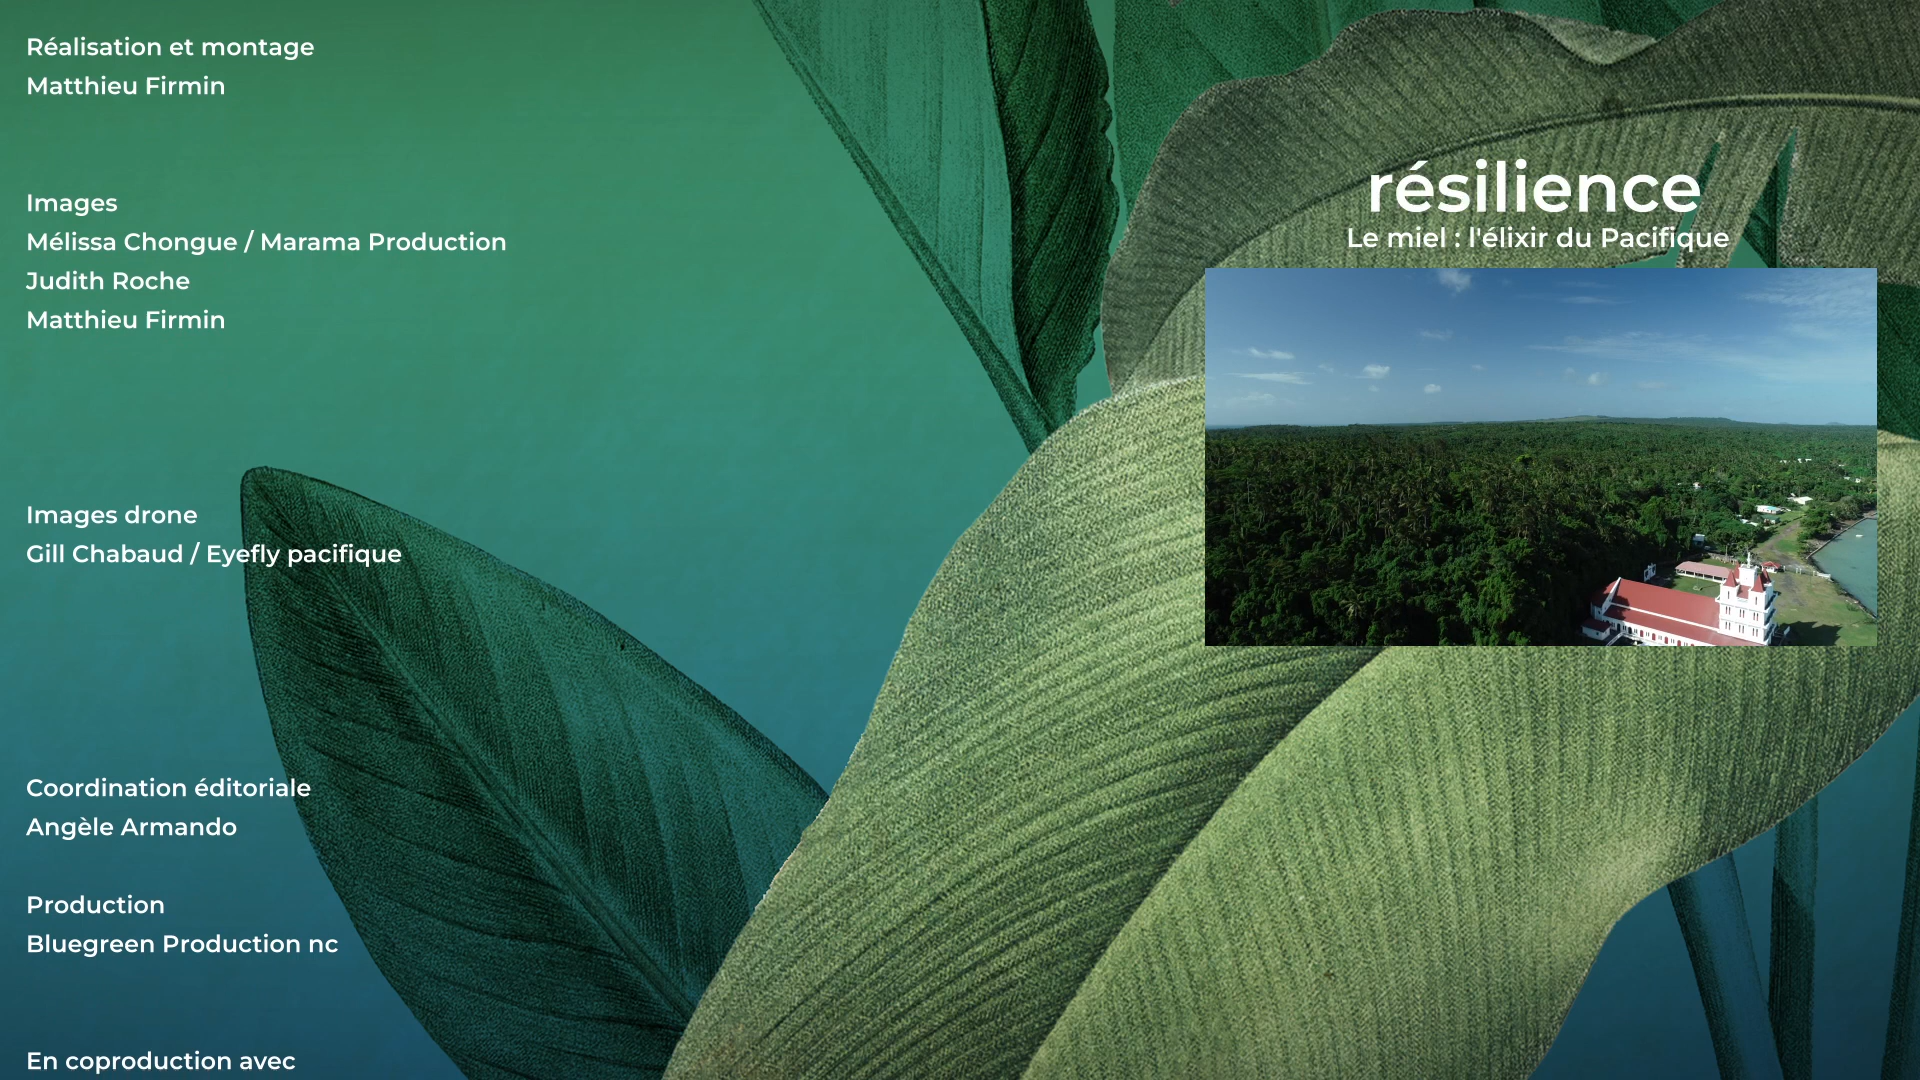 Réalisation et montage
Matthieu Firmin
Images
Mélissa Chongue / Marama Production
Judith Roche
Matthieu Firmin
Images drone
Gill Chabaud / Eyefly pacifique
Coordination éditoriale
Angèle Armando
Production
Bluegreen Production nc
En coproduction avec
résilience
Le miel : l'élixir du Pacifique